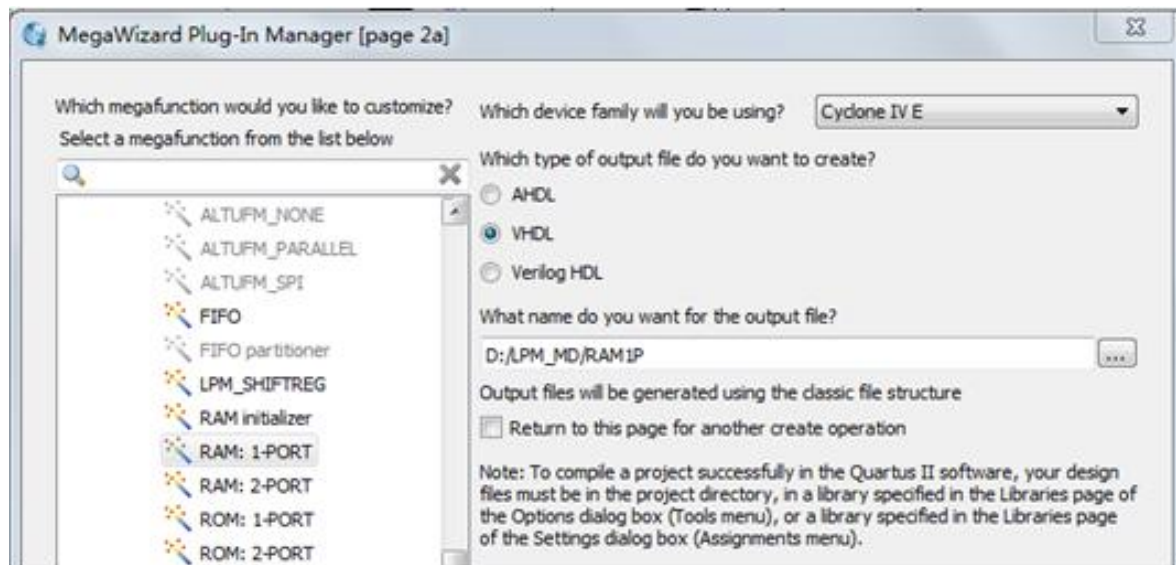 MegaWizard Plug-In Manager [page 2a]
Which megafunction would you like to customize?
Select a megafunction from the list below
ALTUFM_NONE
ALTUFM_PARALLEL
ALTUFM_SPI
FIFO
FIFO partitioner
LPM_SHIFTREG
RAM initializer
RAM: 1-PORT
RAM: 2-PORT
ROM: 1-PORT
ROM: 2-PORT
Which device family will you be using?
Cyclone IV E
Which type of output file do you want to create?
AHDL
VHDL
Verilog HDL
What name do you want for the output file?
D:/LPM_MD/RAM1P
...
Output files will be generated using the classic file structure
Return to this page for another create operation
Note: To compile a project successfully in the Quartus II software, your design
files must be in the project directory, in a library specified in the Libraries page of
the Options dialog box (Tools menu), or a library specified in the Libraries page
of the Settings dialog box (Assignments menu).